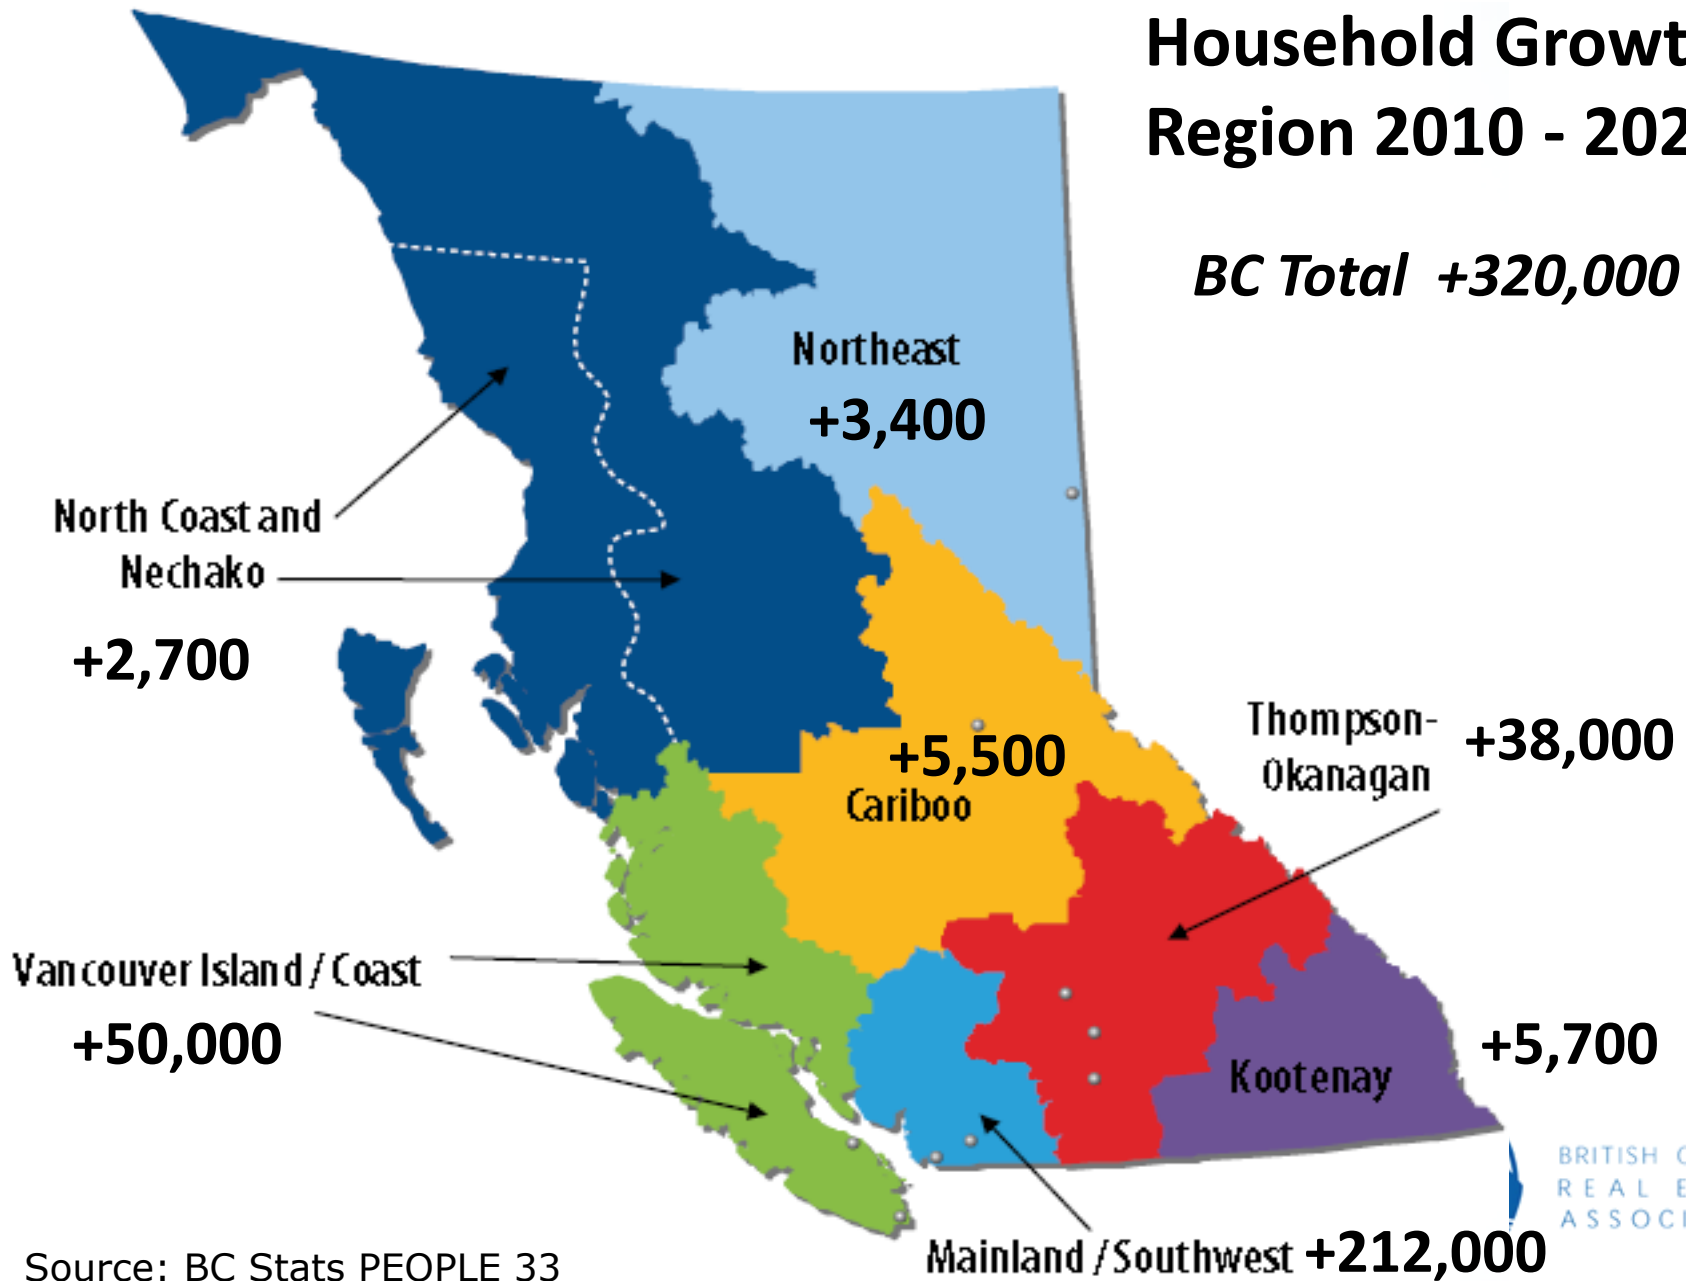 Household Growt
Region 2010 - 202
BC Total +320,000
Northeast
+3,400
North Coast and
Nechako
+2,700
Thompson-
Okanagan
+38,000
+5,500
Cariboo
Vancouver Island / Coast
+50,000
+5,700
Kootenay
BRITISH C
REAL E
ASSOCI
Mainland / Southwest +212,000
Source: BC Stats PEOPLE 33